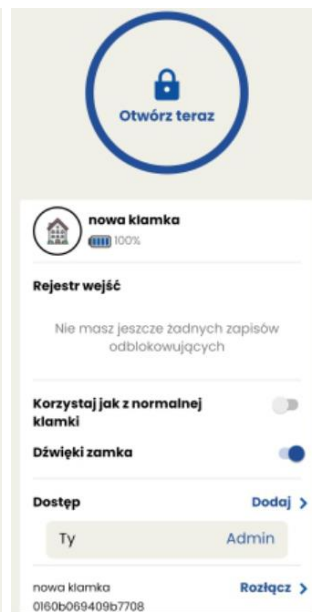 Otwórz teraz
nowa klamka
100%
Rejestr wejść
Nie masz jeszcze żadnych zapisów
odblokowujących
Korzystaj jak z normalnej
klamki
Dźwięki zamka
Dostęp Dodaj >
Ty Admin
nowa klamka Rozłącz >
0160b069409b7708